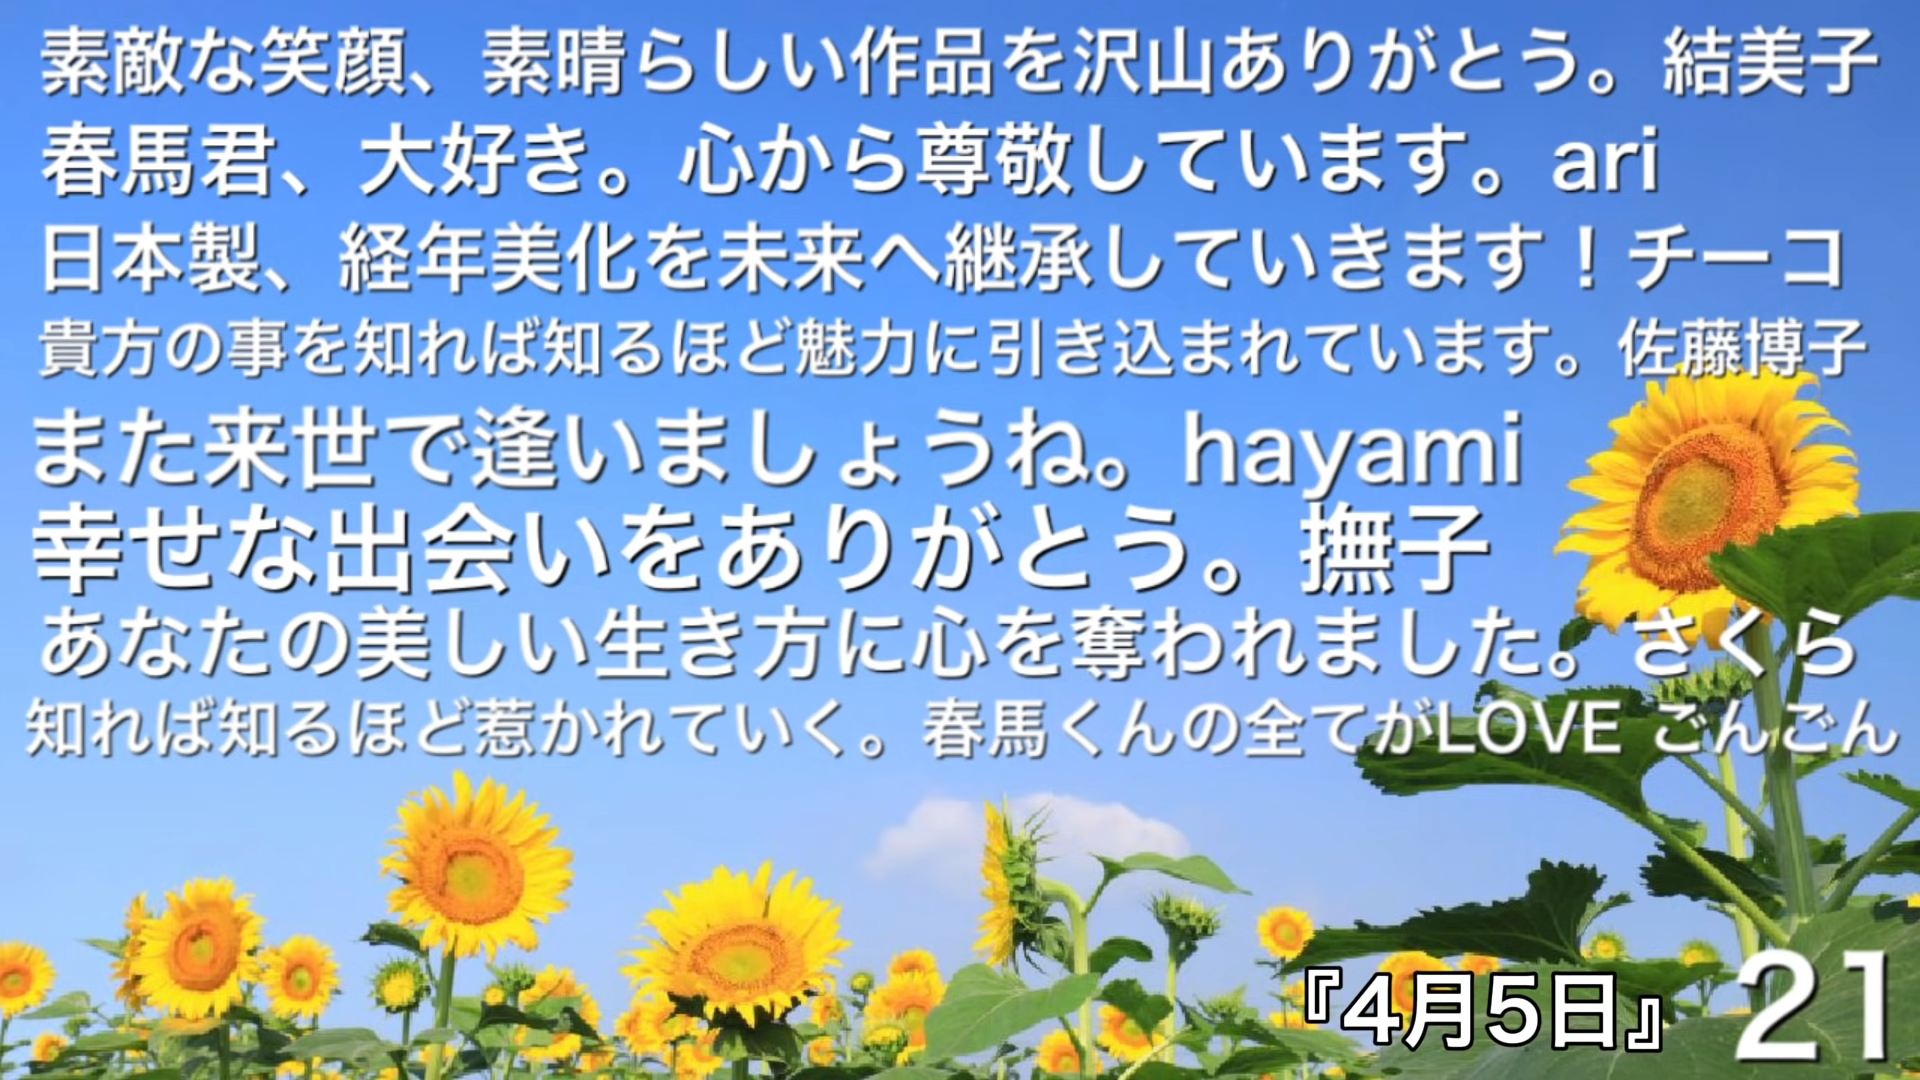 素敵な笑顔、素晴らしい作品を沢山ありがとう。結美子
春馬君、大好き。心から尊敬しています。ari
日本製、経年美化を未来へ継承していきます！チーコ
貴方の事を知れば知るほど魅力に引き込まれています。佐藤博子
また来世で逢いましょうね。hayami
幸せな出会いをありがとう。撫子
あなたの美しい生き方に心を奪われました。さくら
知れば知るほど惹かれていく。春馬くんの全てがLOVE ごんごん
『4月5日』 21